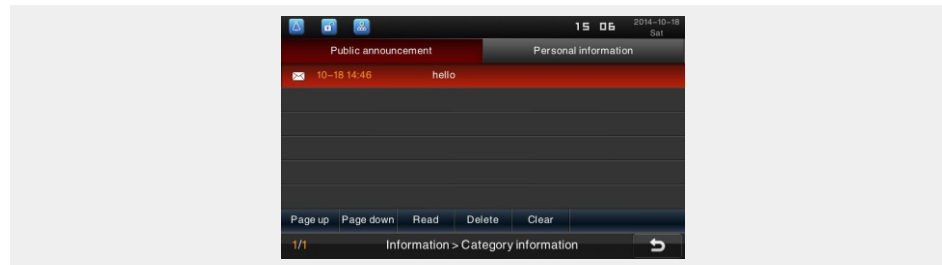 15 06 2014-10-18
Sat
Public announcement Personal information
10-18 14:46 hello
Page up Page down Read Delete Clear
1/1 Information > Category information